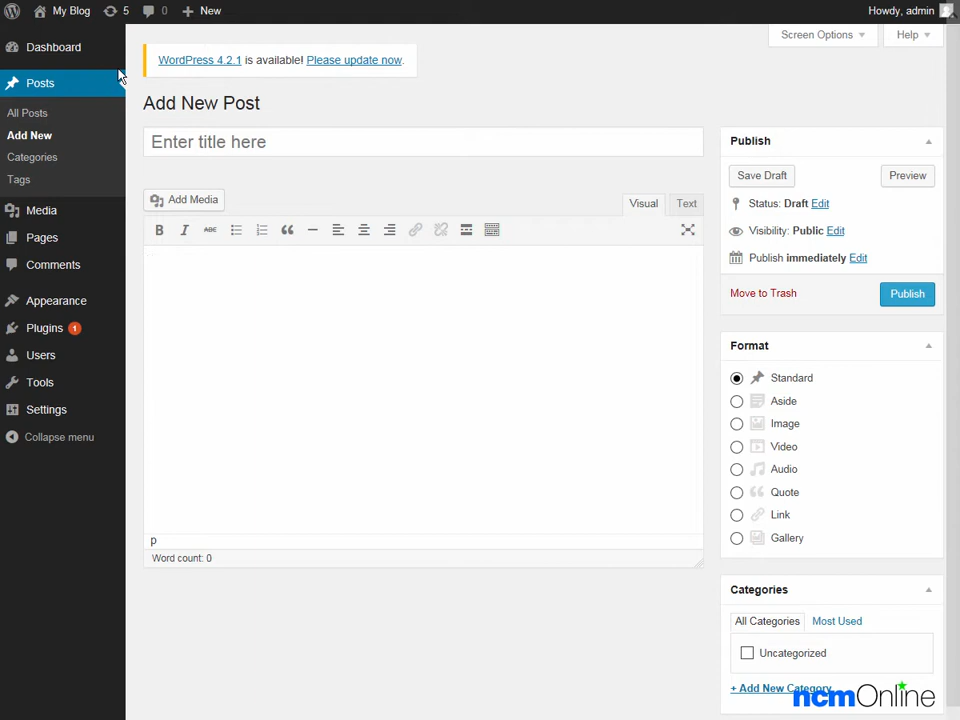 My Blog 5 0 New Howdy, admin
Screen Options Help
Dashboard
Posts
All Posts
Add New
Categories
Tags
Media
Pages
Comments
Appearance
Plugins 1
Users
Tools
Settings
Collapse menu
WordPress 4.2.1 is available! Please update now.
Add New Post
Enter title here
Add Media
Visual Text
B I ABC
p
Word count: 0
Publish
Save Draft Preview
Status: Draft Edit
Visibility: Public Edit
Publish immediately Edit
Move to Trash Publish
Format
Standard
Aside
Image
Video
Audio
Quote
Link
Gallery
Categories
All Categories Most Used
Uncategorized
+ Add New Category
ncmOnline